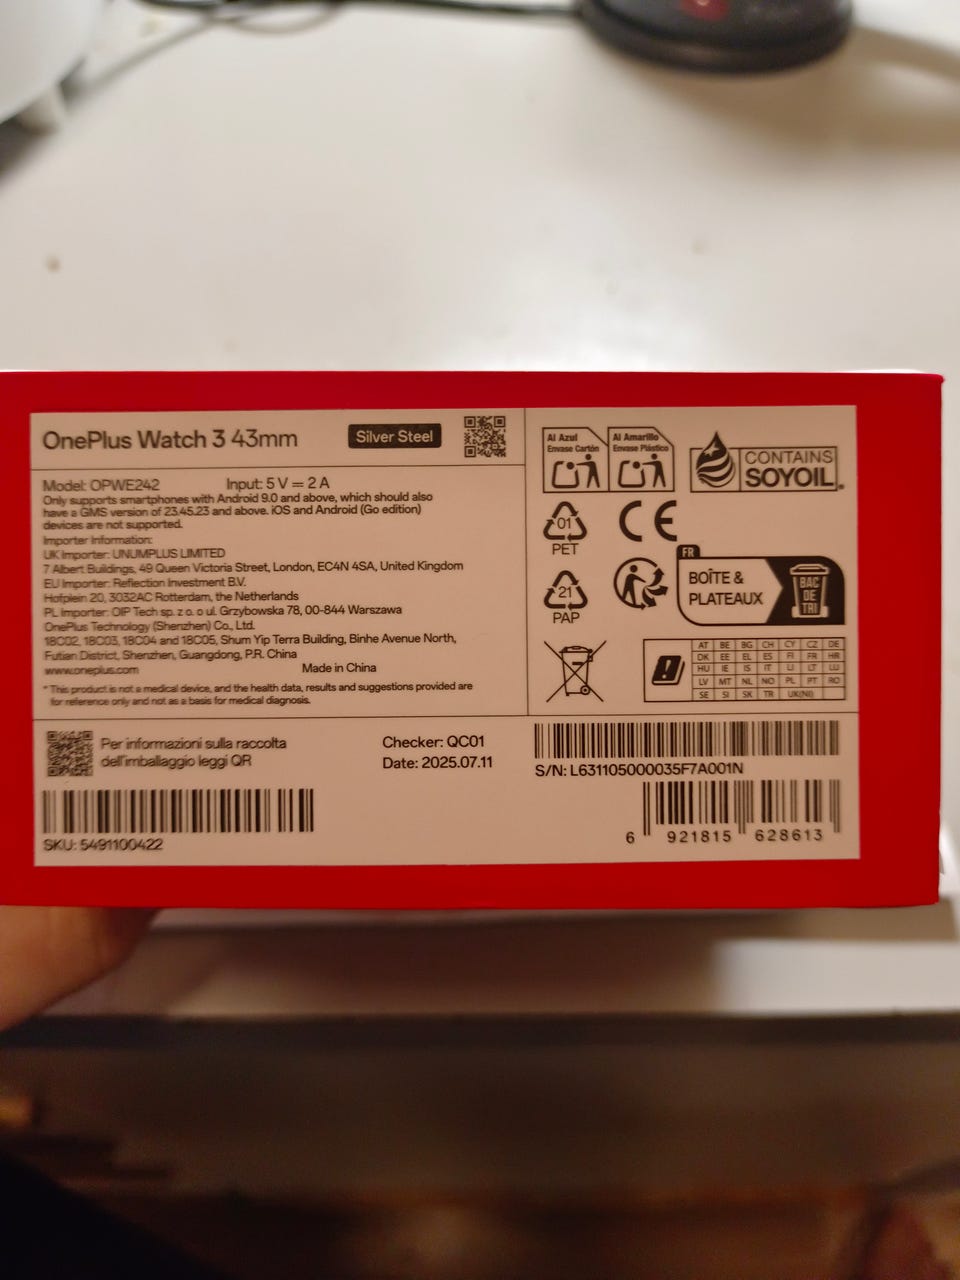 OnePlus Watch 3 43mm
Silver Steel
Model: OPWE242 Input: 5 V ⎓ 2 A
Only supports smartphones with Android 9.0 and above, which should also
have a GMS version of 23.45.23 and above. iOS and Android (Go edition)
devices are not supported.
Importer Information:
UK Importer: UNUMPLUS LIMITED
7 Albert Buildings, 49 Queen Victoria Street, London, EC4N 4SA, United Kingdom
EU Importer: Reflection Investment B.V.
Hofplein 20, 3032AC Rotterdam, the Netherlands
PL Importer: OIP Tech sp. z o. o ul. Grzybowska 78, 00-844 Warszawa
OnePlus Technology (Shenzhen) Co., Ltd.
18C02, 18C03, 18C04 and 18C05, Shum Yip Terra Building, Binhe Avenue North,
Futian District, Shenzhen, Guangdong, P.R. China
www.oneplus.com Made in China
* This product is not a medical device, and the health data, results and suggestions provided are
for reference only and not as a basis for medical diagnosis.
Al Azul
Envase Cartón
Al Amarillo
Envase Plástico
CONTAINS
SOYOIL
01
PET
CE
21
PAP
FR
BOÎTE &
PLATEAUX
BAC
DE
TRI
AT BE BG CH CY CZ DE
DK EE EL ES FI FR HR
HU IE IS IT LI LT LU
LV MT NL NO PL PT RO
SE SI SK TR UK(NI)
Per informazioni sulla raccolta
dell'imballaggio leggi QR
Checker: QC01
Date: 2025.07.11
S/N: L631105000035F7A001N
SKU: 5491100422
6 921815 628613